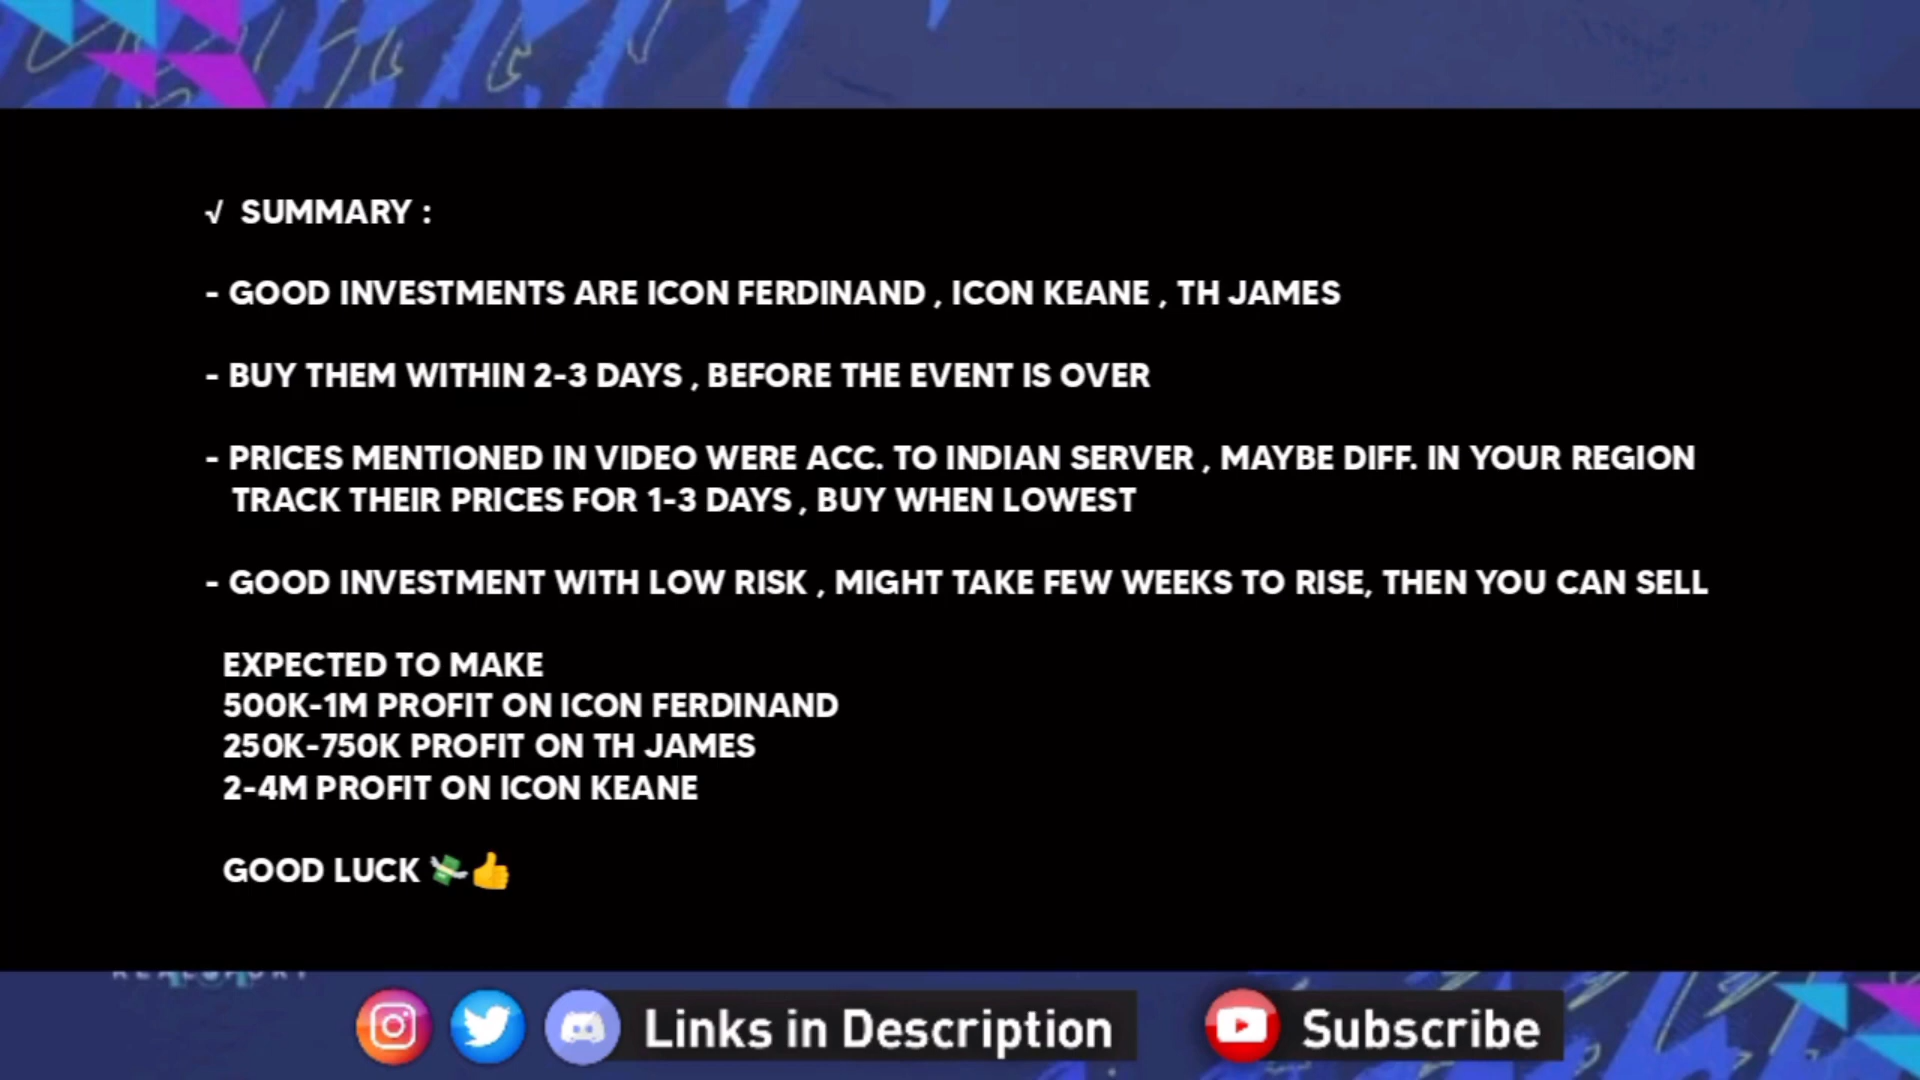 √ SUMMARY :
- GOOD INVESTMENTS ARE ICON FERDINAND , ICON KEANE , TH JAMES
- BUY THEM WITHIN 2-3 DAYS , BEFORE THE EVENT IS OVER
- PRICES MENTIONED IN VIDEO WERE ACC. TO INDIAN SERVER , MAYBE DIFF. IN YOUR REGION
TRACK THEIR PRICES FOR 1-3 DAYS , BUY WHEN LOWEST
- GOOD INVESTMENT WITH LOW RISK , MIGHT TAKE FEW WEEKS TO RISE, THEN YOU CAN SELL
EXPECTED TO MAKE
500K-1M PROFIT ON ICON FERDINAND
250K-750K PROFIT ON TH JAMES
2-4M PROFIT ON ICON KEANE
GOOD LUCK 💸👍
Links in Description
Subscribe